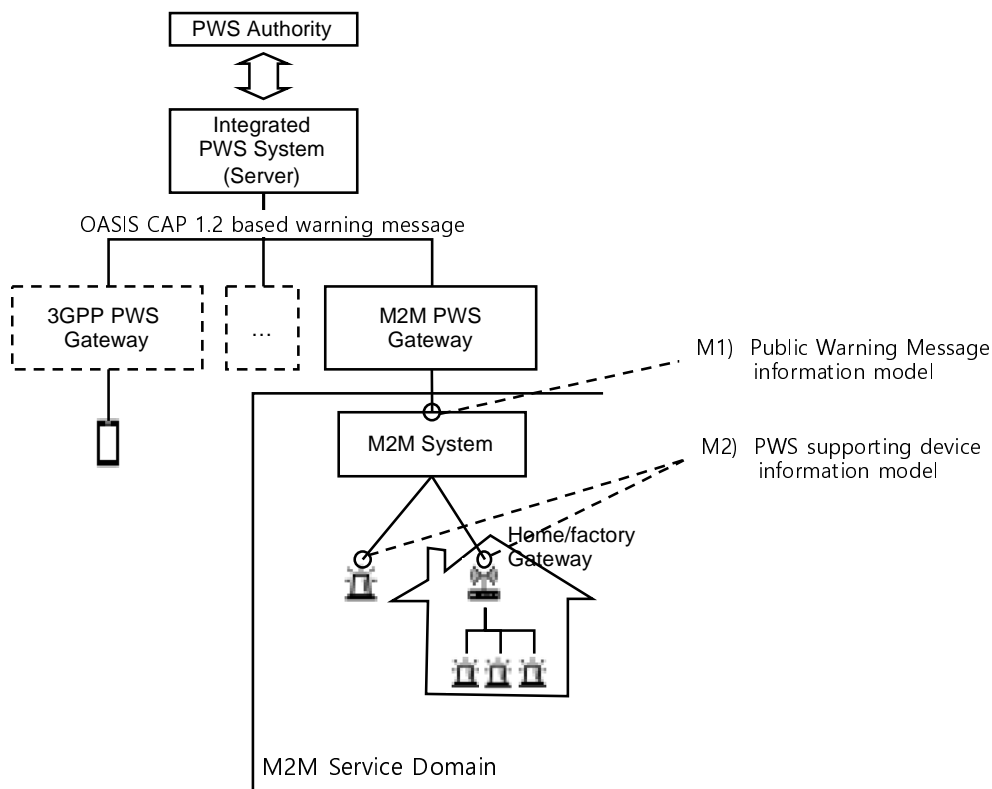 PWS Authority
Integrated
PWS System
(Server)
OASIS CAP 1.2 based warning message
3GPP PWS
Gateway
...
M2M PWS
Gateway
M1) Public Warning Message
information model
M2M System
M2) PWS supporting device
information model
Home/factory
Gateway
M2M Service Domain